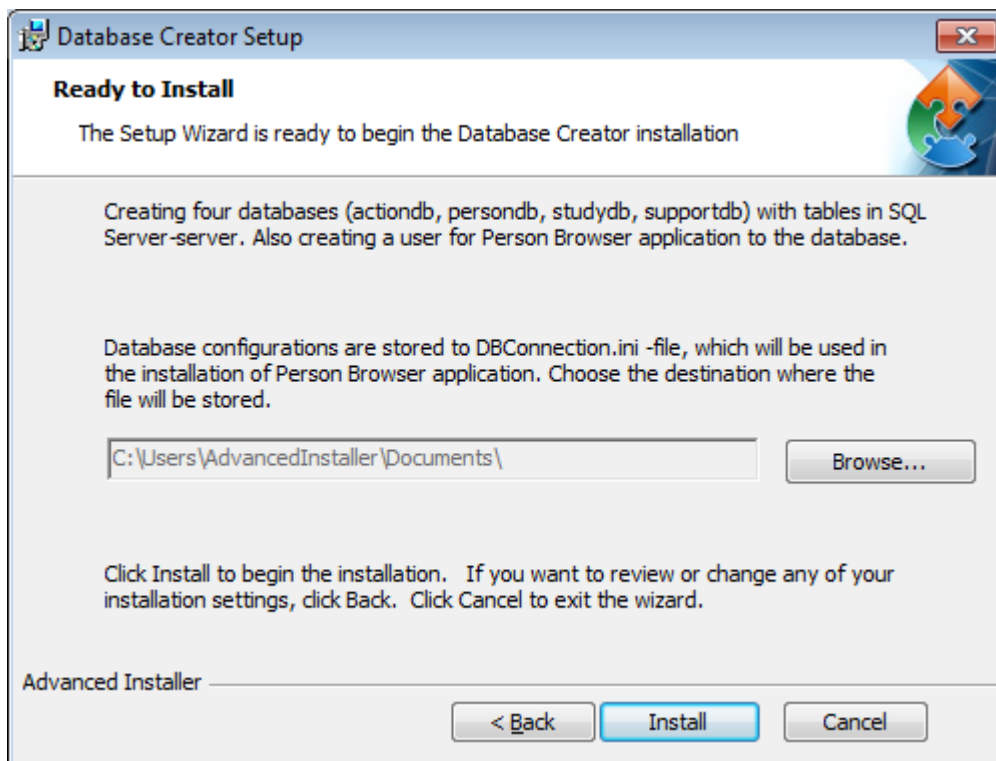 Database Creator Setup
Ready to Install
The Setup Wizard is ready to begin the Database Creator installation
Creating four databases (actiondb, persondb, studydb, supportdb) with tables in SQL
Server-server. Also creating a user for Person Browser application to the database.
Database configurations are stored to DBConnection.ini -file, which will be used in
the installation of Person Browser application. Choose the destination where the
file will be stored.
C:\Users\AdvancedInstaller\Documents\
Browse...
Click Install to begin the installation.   If you want to review or change any of your
installation settings, click Back.  Click Cancel to exit the wizard.
Advanced Installer
< Back
Install
Cancel